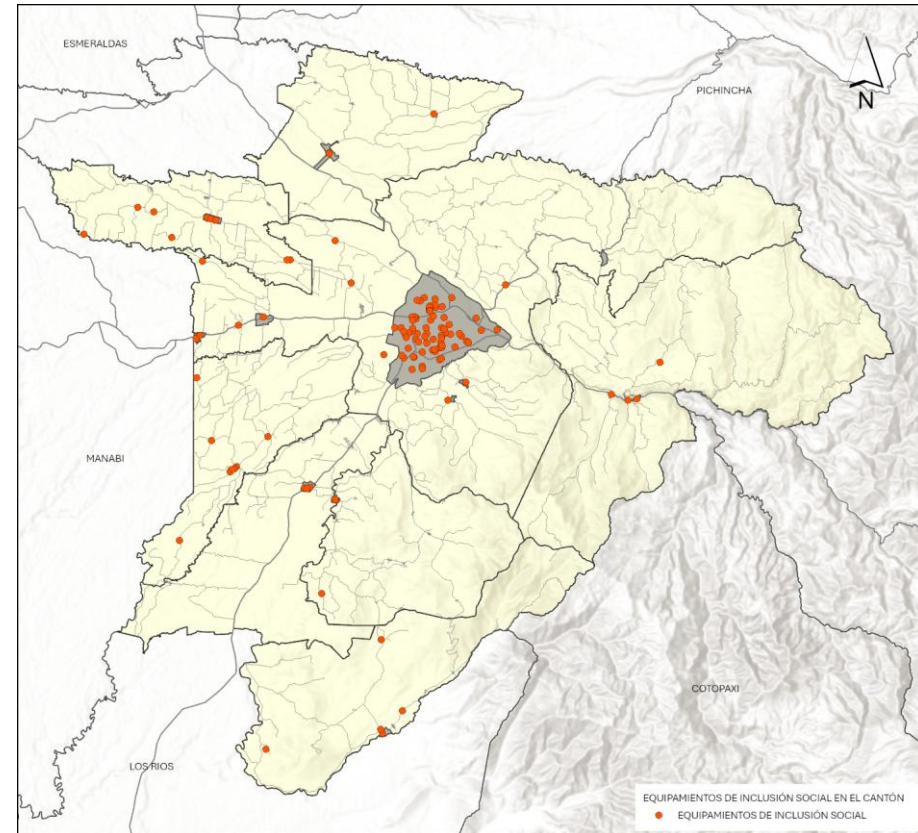 ESMERALDAS
PICHINCHA
N
MANABI
COTOPAXI
LOS RIOS
EQUIPAMIENTOS DE INCLUSIÓN SOCIAL EN EL CANTÓN
EQUIPAMIENTOS DE INCLUSIÓN SOCIAL